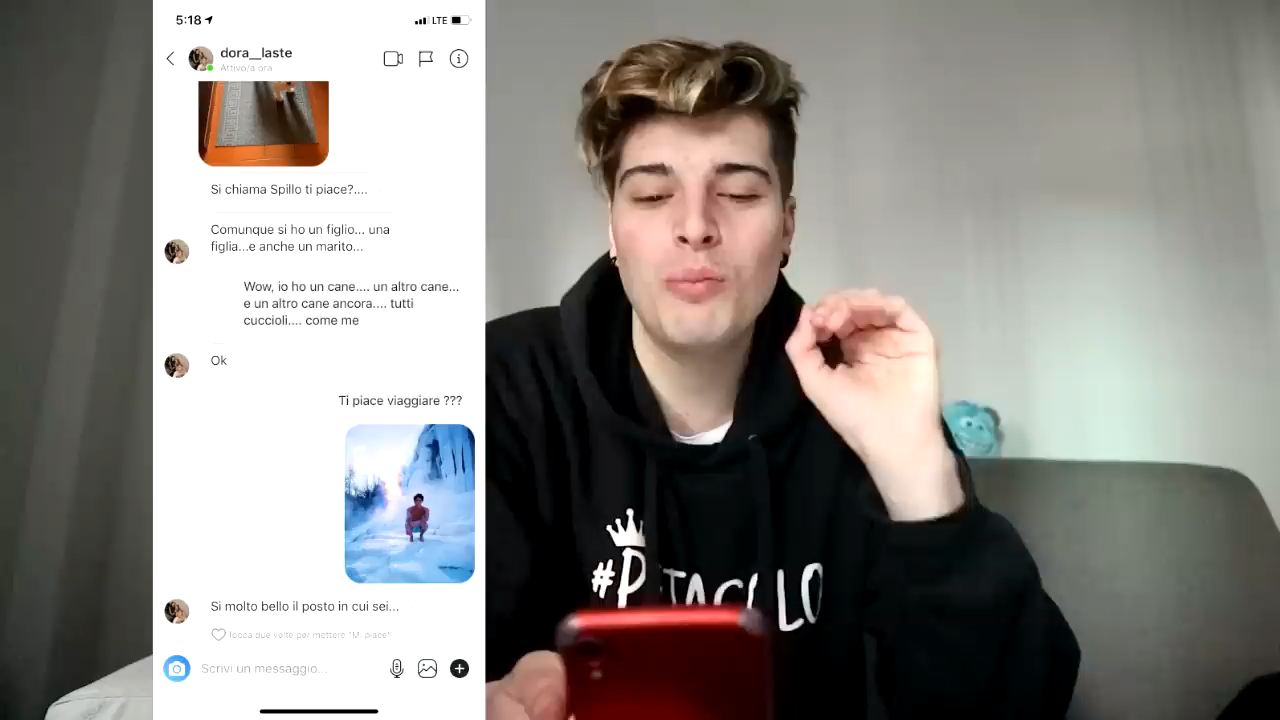 5:18
LTE
dora__laste
Attivo/a ora
Si chiama Spillo ti piace?....
Comunque si ho un figlio... una
figlia...e anche un marito...
Wow, io ho un cane.... un altro cane...
e un altro cane ancora.... tutti
cuccioli.... come me
Ok
Ti piace viaggiare ???
Si molto bello il posto in cui sei...
Tocca due volte per mettere "Mi piace"
Scrivi un messaggio...